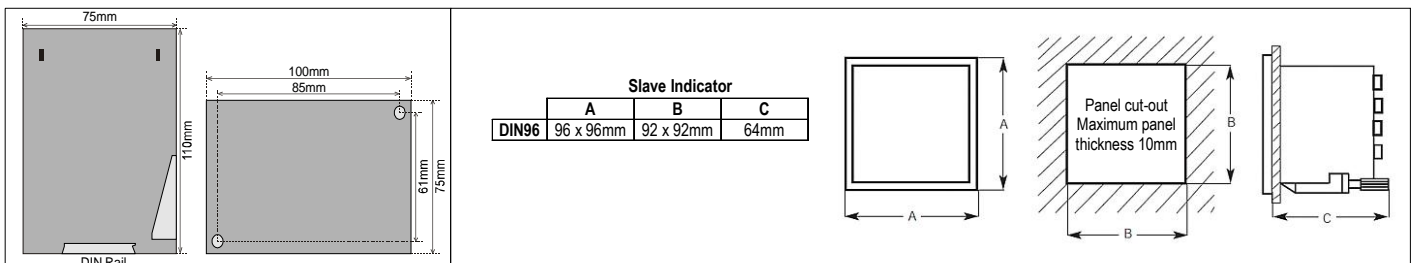 75mm
110mm
DIN Rail
100mm
85mm
61mm
75mm
Slave Indicator
A B C
DIN96 96 x 96mm 92 x 92mm 64mm
A
A
Panel cut-out
Maximum panel
thickness 10mm
B
B
C